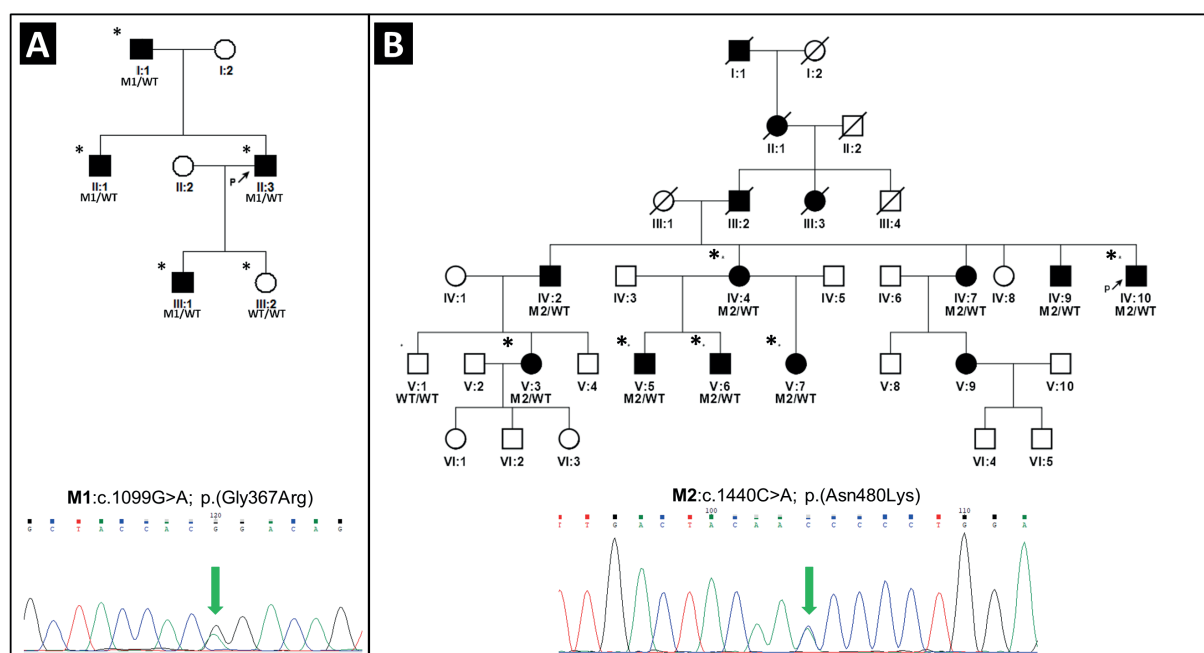 A
*
I:1
M1/WT
I:2
*
II:1
M1/WT
II:2
*
P
II:3
M1/WT
*
III:1
M1/WT
*
III:2
WT/WT
M1:c.1099G>A; p.(Gly367Arg)
120
G C T A C C A C G G A C A G
B
I:1 I:2
II:1 II:2
III:1 III:2 III:3 III:4
*. *.
IV:1 IV:2 IV:3 IV:4 IV:5 IV:6 IV:7 IV:8 IV:9 P IV:10
M2/WT M2/WT M2/WT M2/WT M2/WT
* *. *. *.
V:1 V:2 V:3 V:4 V:5 V:6 V:7 V:8 V:9 V:10
WT/WT M2/WT M2/WT M2/WT M2/WT
VI:1 VI:2 VI:3 VI:4 VI:5
M2:c.1440C>A; p.(Asn480Lys)
100 110
T T G A C T A C A A C C C C C T G G A